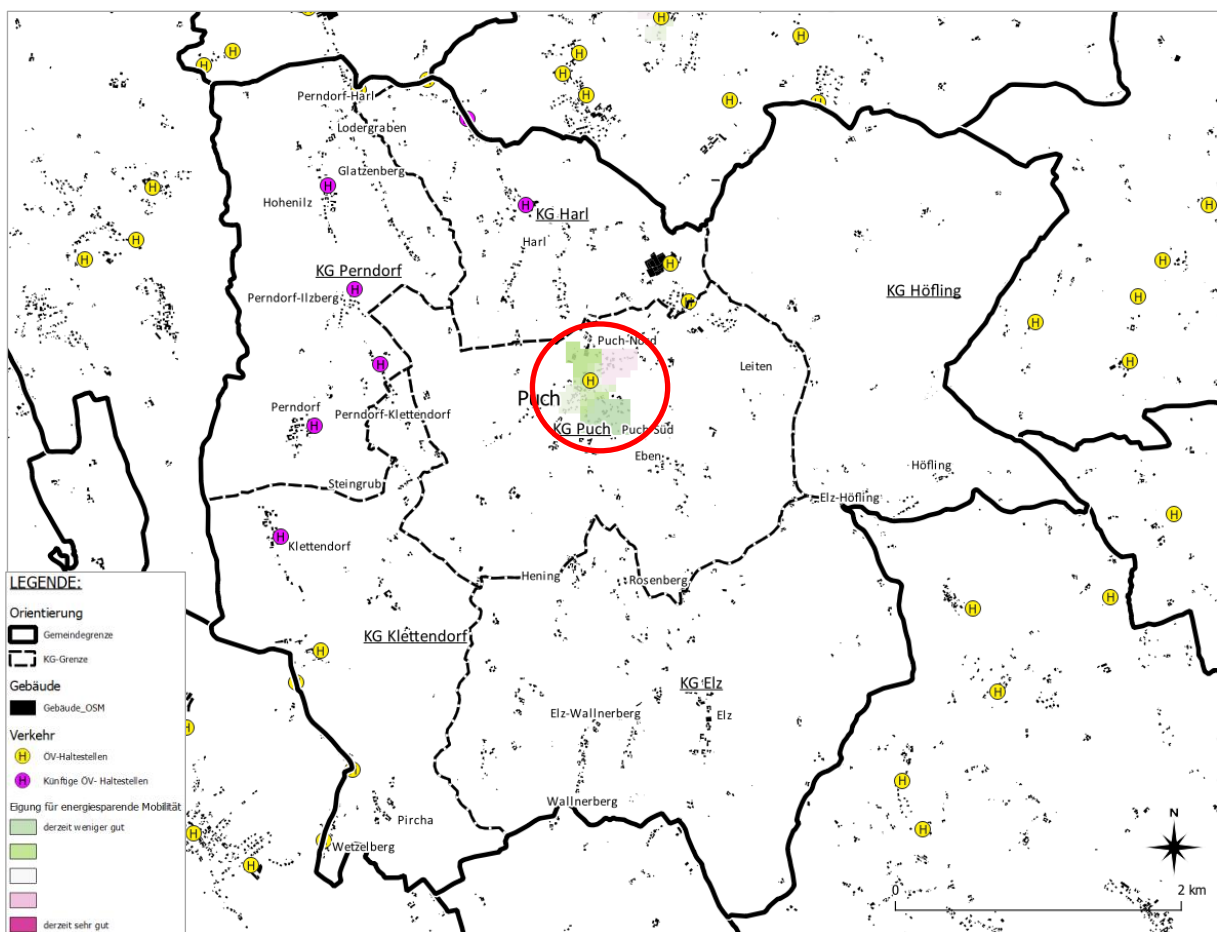 Perndorf-Harl
Lodergraben
Glatzenberg
Hohenilz
KG Harl
Harl
KG Perndorf
Perndorf-Ilzberg
KG Höfling
Puch-Nord
Leiten
Puch
Perndorf
Perndorf-Klettendorf
KG Puch
Puch-Süd
Eben
Höfling
Steingrub
Elz-Höfling
Klettendorf
Hening
Rosenberg
KG Klettendorf
KG Elz
Elz-Wallnerberg
Elz
Wallnerberg
Pircha
Wetzelberg
LEGENDE:
Orientierung
Gemeindegrenze
KG-Grenze
Gebäude
Gebäude_OSM
Verkehr
H ÖV-Haltestellen
H Künftige ÖV- Haltestellen
Eigung für energiesparende Mobilität
derzeit weniger gut
derzeit sehr gut
N
0 2 km